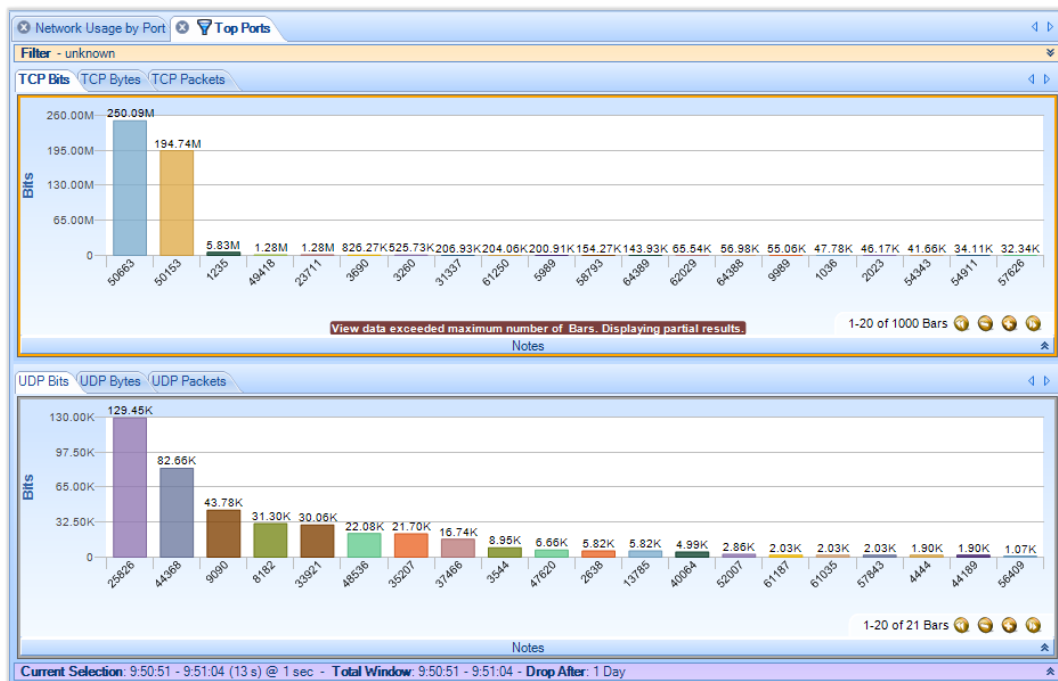 Network Usage by Port Top Ports
Filter - unknown
TCP Bits TCP Bytes TCP Packets
Bits
260.00M
195.00M
130.00M
65.00M
0
250.09M 194.74M 5.83M 1.28M 1.28M 826.27K 525.73K 206.93K 204.06K 200.91K 154.27K 143.93K 65.54K 56.98K 55.06K 47.78K 46.17K 41.66K 34.11K 32.34K
50663 50153 1235 49418 23711 3690 3260 31337 61250 5989 58793 64389 62029 64388 9989 1036 2023 54343 54911 57626
View data exceeded maximum number of Bars. Displaying partial results.
1-20 of 1000 Bars
Notes
UDP Bits UDP Bytes UDP Packets
Bits
130.00K
97.50K
65.00K
32.50K
0
129.45K 82.66K 43.78K 31.30K 30.06K 22.08K 21.70K 16.74K 8.95K 6.66K 5.82K 5.82K 4.99K 2.86K 2.03K 2.03K 2.03K 1.90K 1.90K 1.07K
25826 44368 9090 8182 33921 48536 35207 37466 3544 47620 2638 13785 40064 52007 61187 61035 57843 4444 44189 56409
1-20 of 21 Bars
Notes
Current Selection: 9:50:51 - 9:51:04 (13 s) @ 1 sec - Total Window: 9:50:51 - 9:51:04 - Drop After: 1 Day